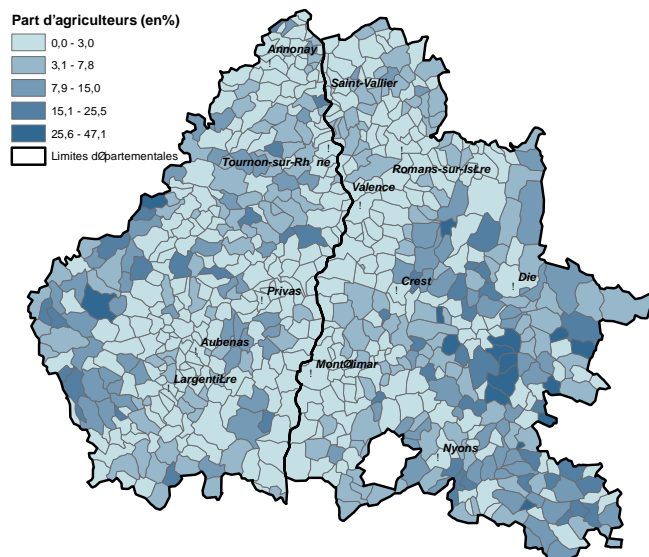 Part d'agriculteurs (en%)
0,0 - 3,0
3,1 - 7,8
7,9 - 15,0
15,1 - 25,5
25,6 - 47,1
Limites dØpartementales
Annonay
Saint-Vallier
Tournon-sur-Rh ne
Romans-sur-IsŁre
Valence
Die
Privas
Crest
Aubenas
MontØlimar
LargentiŁre
Nyons